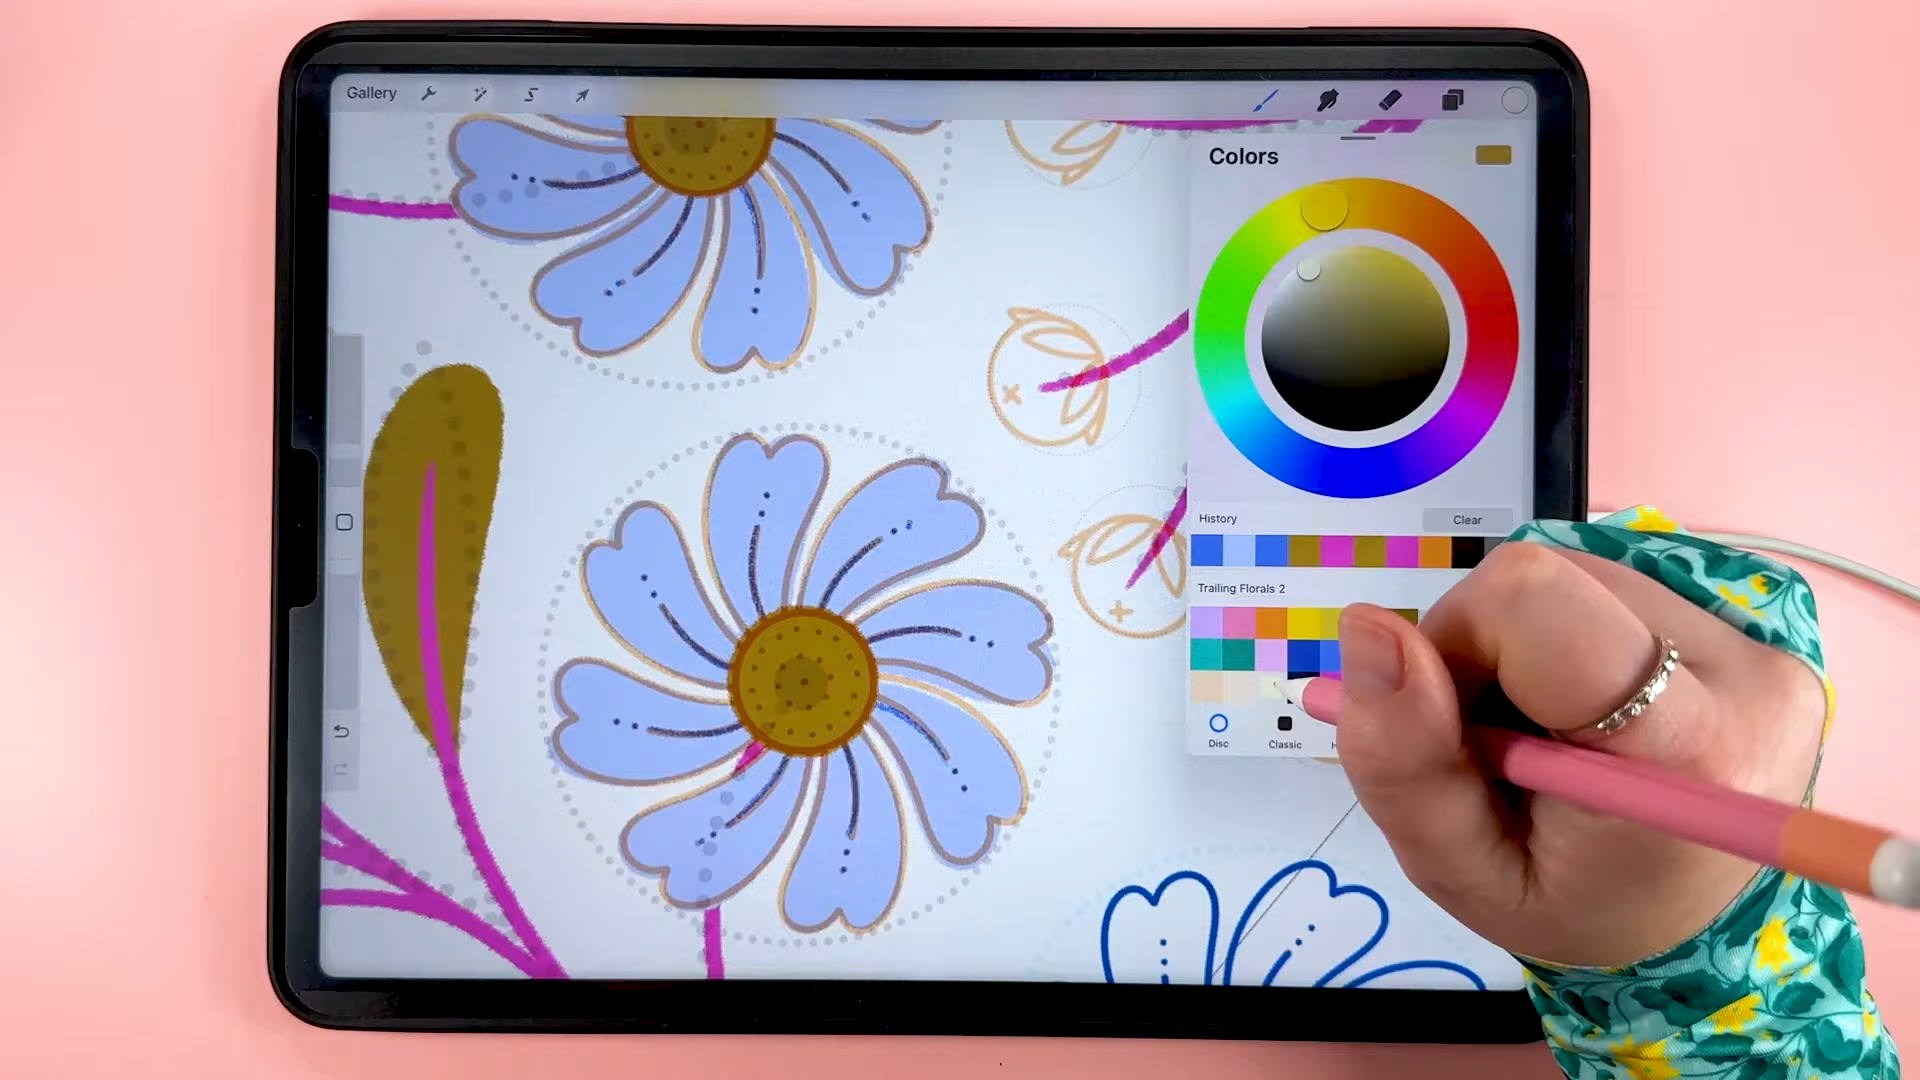 Gallery
Colors
History
Clear
Trailing Florals 2
Disc
Classic